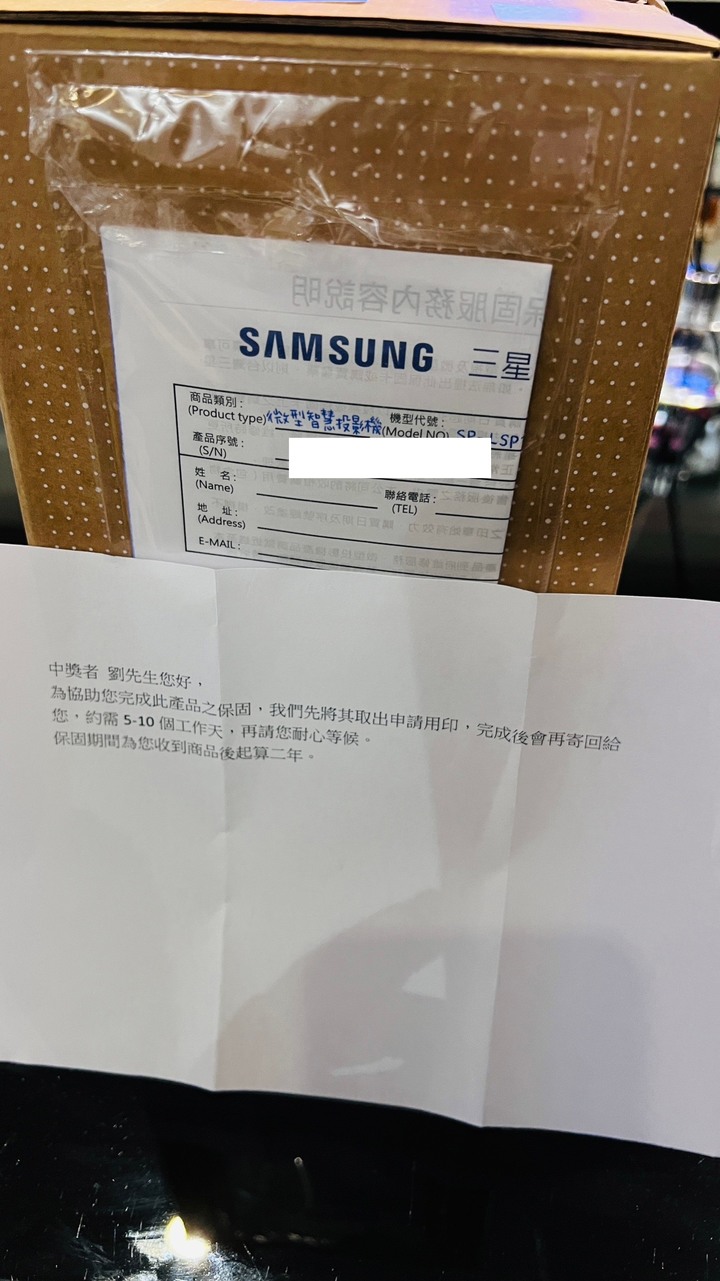 保固服務內容說明
SAMSUNG 三星
商品類別：
(Product type) 微型智慧投影機
機型代號：
(Model NO) SP-LSP
產品序號：
(S/N)
姓 名：
(Name)
聯絡電話：
(TEL)
地 址：
(Address)
E-MAIL：
中獎者 劉先生您好，
為協助您完成此產品之保固，我們先將其取出申請用印，完成後會再寄回給
您，約需 5-10 個工作天，再請您耐心等候。
保固期間為您收到商品後起算二年。